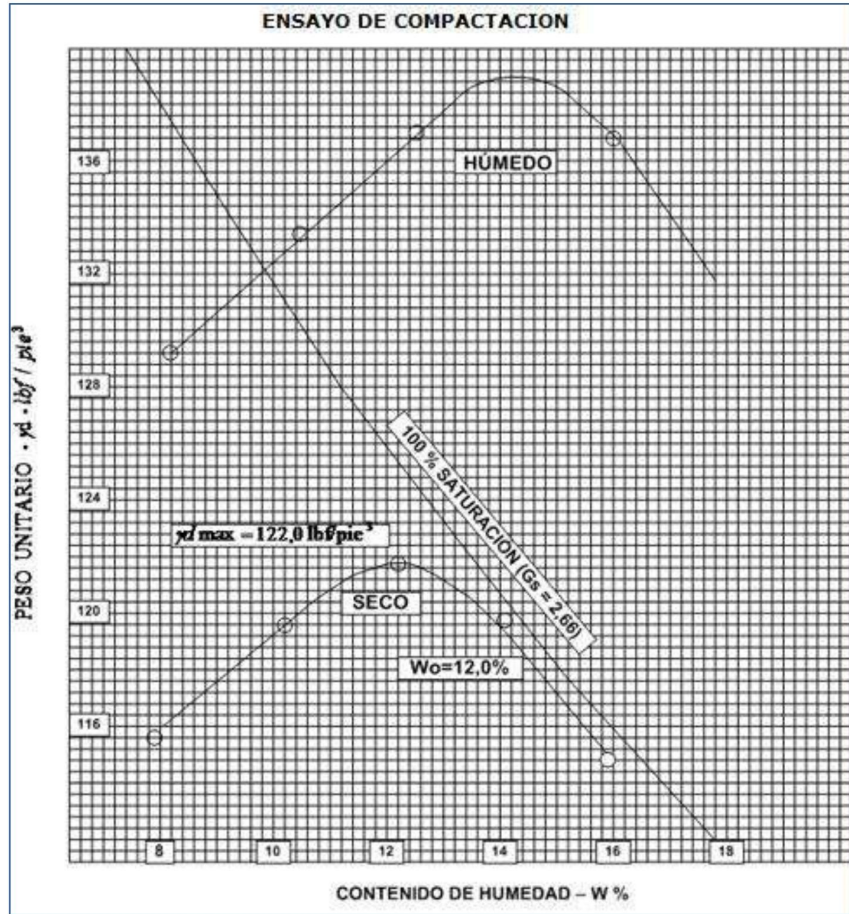 ENSAYO DE COMPACTACION
136
HÚMEDO
132
PESO UNITARIO - γd - lbf / pie³
128
100 % SATURACIÓN (Gs = 2,66)
124
γd max = 122,0 lbf/pie³
120
SECO
Wo=12,0%
116
8 10 12 14 16 18
CONTENIDO DE HUMEDAD – W %